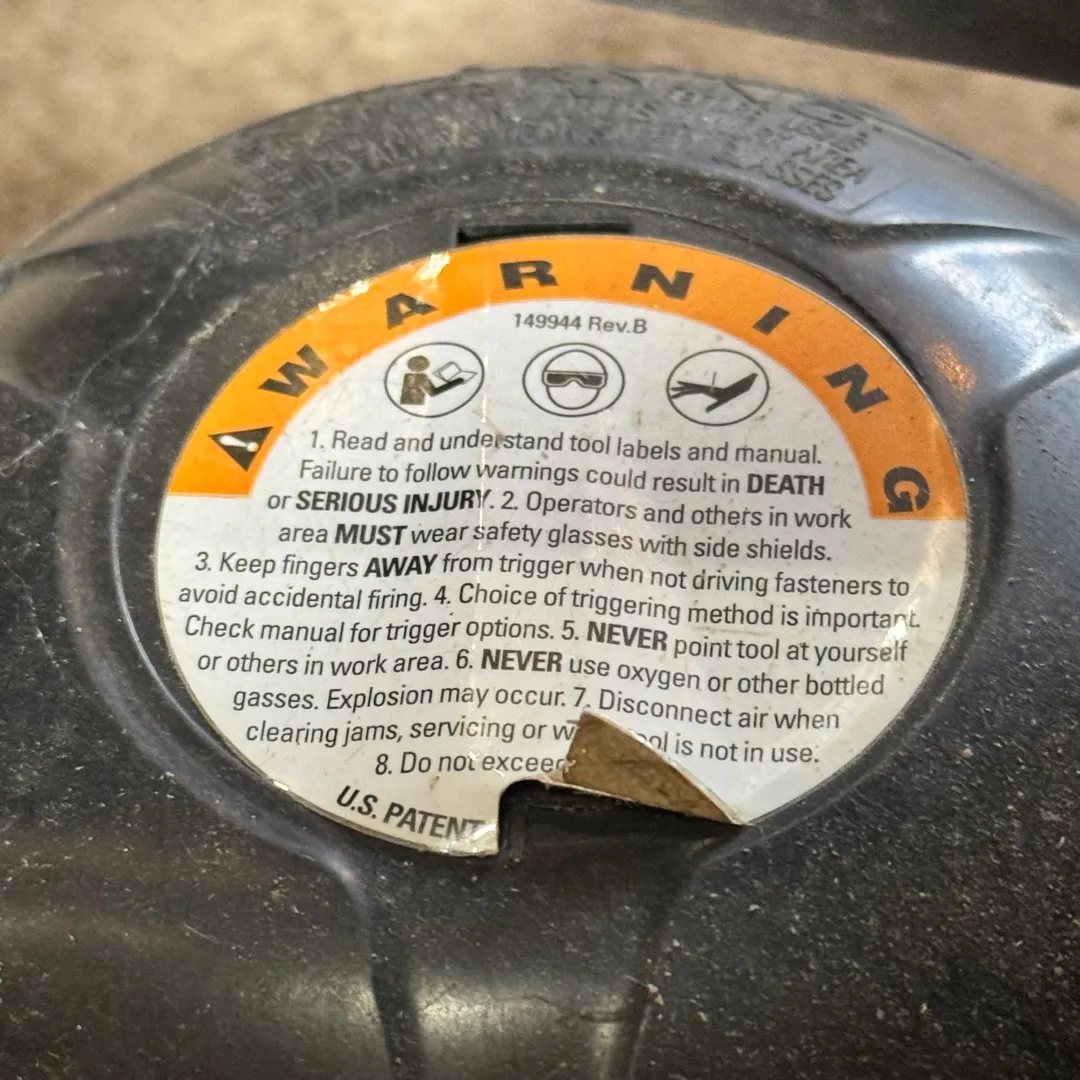 WARNING
149944 Rev.B
1. Read and understand tool labels and manual.
Failure to follow warnings could result in DEATH
or SERIOUS INJURY. 2. Operators and others in work
area MUST wear safety glasses with side shields.
3. Keep fingers AWAY from trigger when not driving fasteners to
avoid accidental firing. 4. Choice of triggering method is important.
Check manual for trigger options. 5. NEVER point tool at yourself
or others in work area. 6. NEVER use oxygen or other bottled
gasses. Explosion may occur. 7. Disconnect air when
clearing jams, servicing or is not in use.
8. Do not exceed
U.S. PATENT